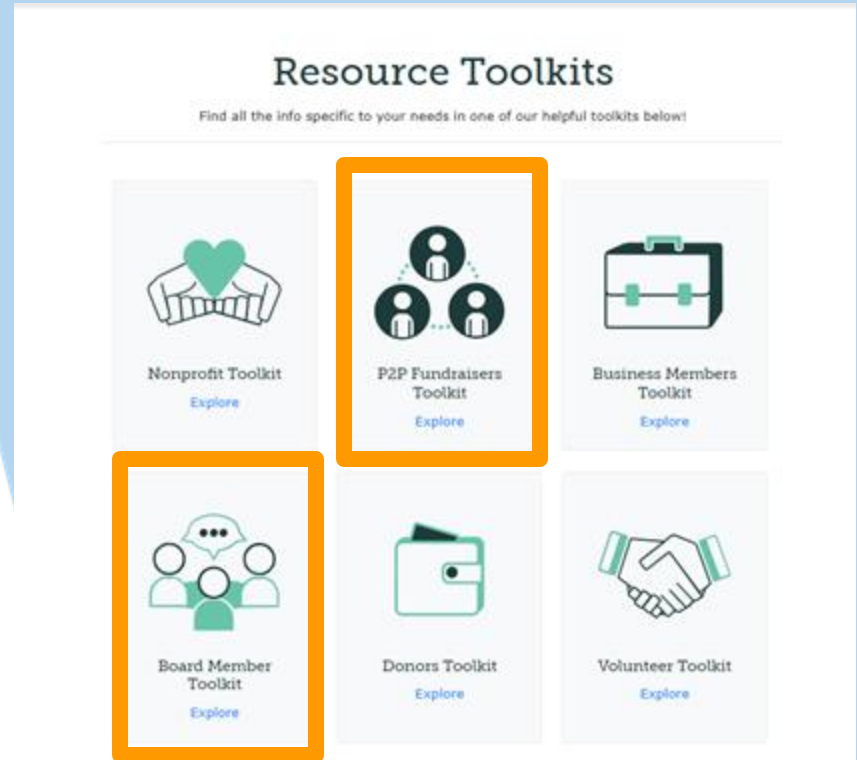 Resource Toolkits
Find all the info specific to your needs in one of our helpful toolkits below!
Nonprofit Toolkit
Explore
P2P Fundraisers
Toolkit
Explore
Business Members
Toolkit
Explore
Board Member
Toolkit
Explore
Donors Toolkit
Explore
Volunteer Toolkit
Explore